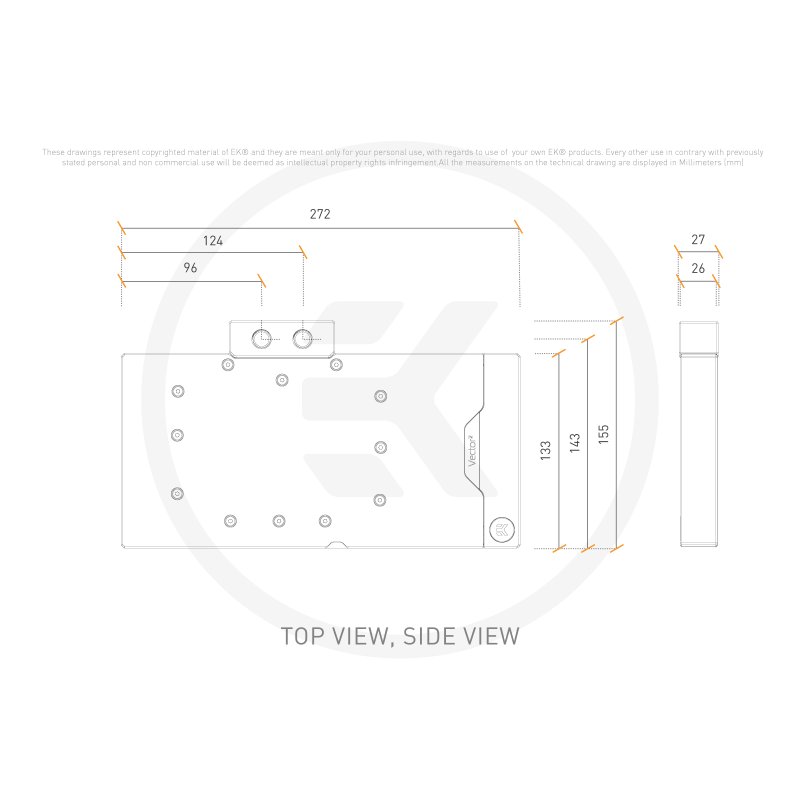 These drawings represent copyrighted material of EK® and they are meant only for your personal use, with regards to use of your own EK® products. Every other use in contrary with previously
stated personal and non commercial use will be deemed as intellectual property rights infringement.All the measurements on the technical drawing are displayed in Millimeters (mm)
272
124
96
27
26
133
143
155
Vector²
EK
TOP VIEW, SIDE VIEW